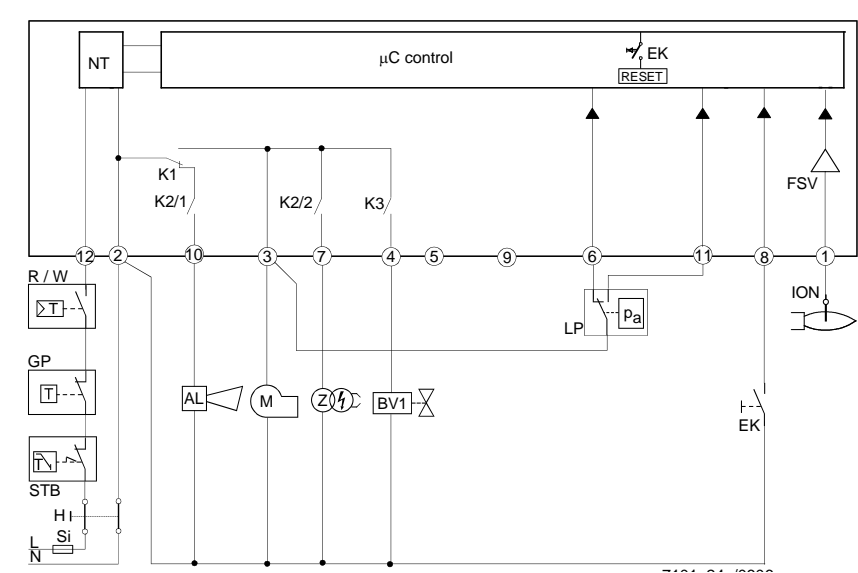 NT
µC control
EK
RESET
K1
K2/1
K2/2
K3
FSV
12
2
10
3
7
4
5
9
6
11
8
1
R / W
T
LP
pa
ION
GP
T
AL
M
Z
BV1
EK
T
STB
H
Si
L
N